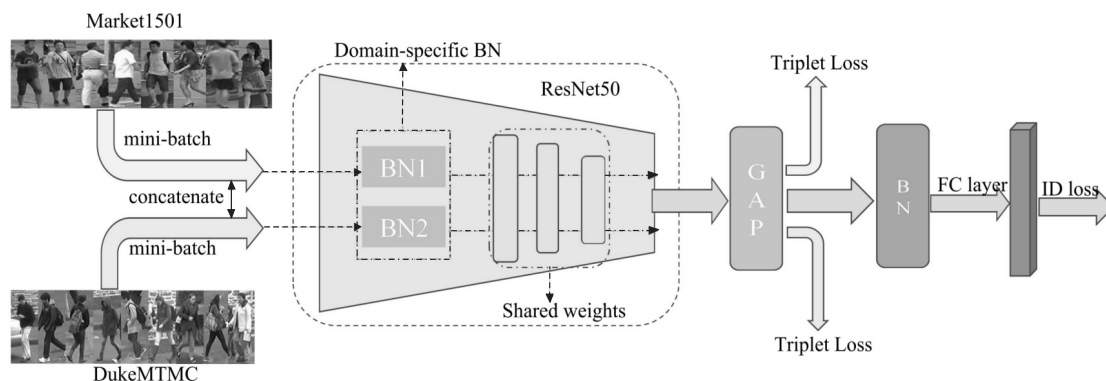 Market1501
Domain-specific BN
ResNet50
Triplet Loss
mini-batch
BN1
concatenate
BN2
mini-batch
G
A
P
B
N
FC layer
ID loss
Shared weights
Triplet Loss
DukeMTMC